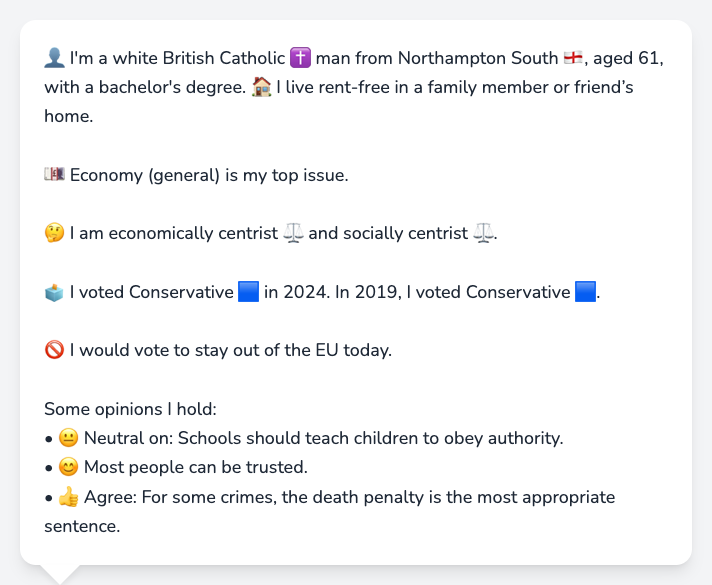 👤 I'm a white British Catholic ✝️ man from Northampton South 🏴󠁧󠁢󠁥󠁮󠁧󠁿, aged 61,
with a bachelor's degree. 🏠 I live rent-free in a family member or friend’s
home.
💷 Economy (general) is my top issue.
🤔 I am economically centrist ⚖️ and socially centrist ⚖️.
🗳️ I voted Conservative 🟦 in 2024. In 2019, I voted Conservative 🟦.
🚫 I would vote to stay out of the EU today.
Some opinions I hold:
• 😐 Neutral on: Schools should teach children to obey authority.
• 😊 Most people can be trusted.
• 👍 Agree: For some crimes, the death penalty is the most appropriate
sentence.